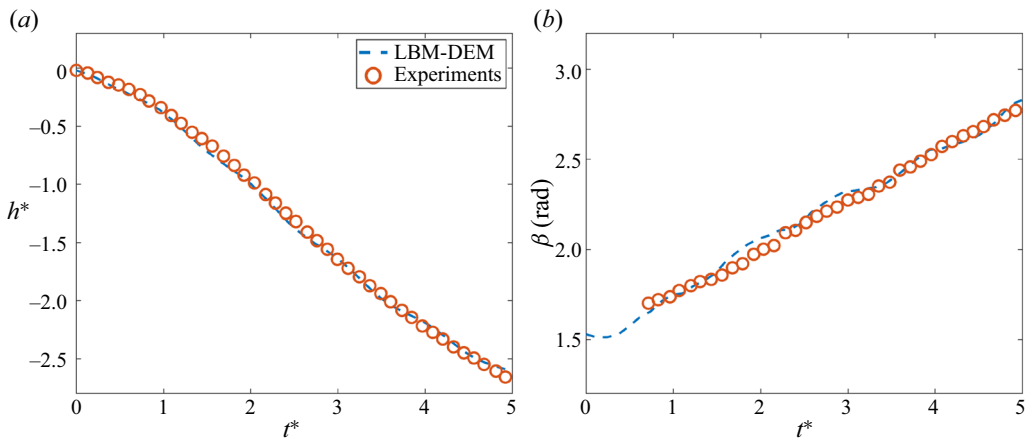 (a)
(b)
LBM-DEM
Experiments
0
–0.5
–1.0
–1.5
–2.0
–2.5
h*
0 1 2 3 4 5
t*
3.0
2.5
2.0
1.5
β (rad)
0 1 2 3 4 5
t*